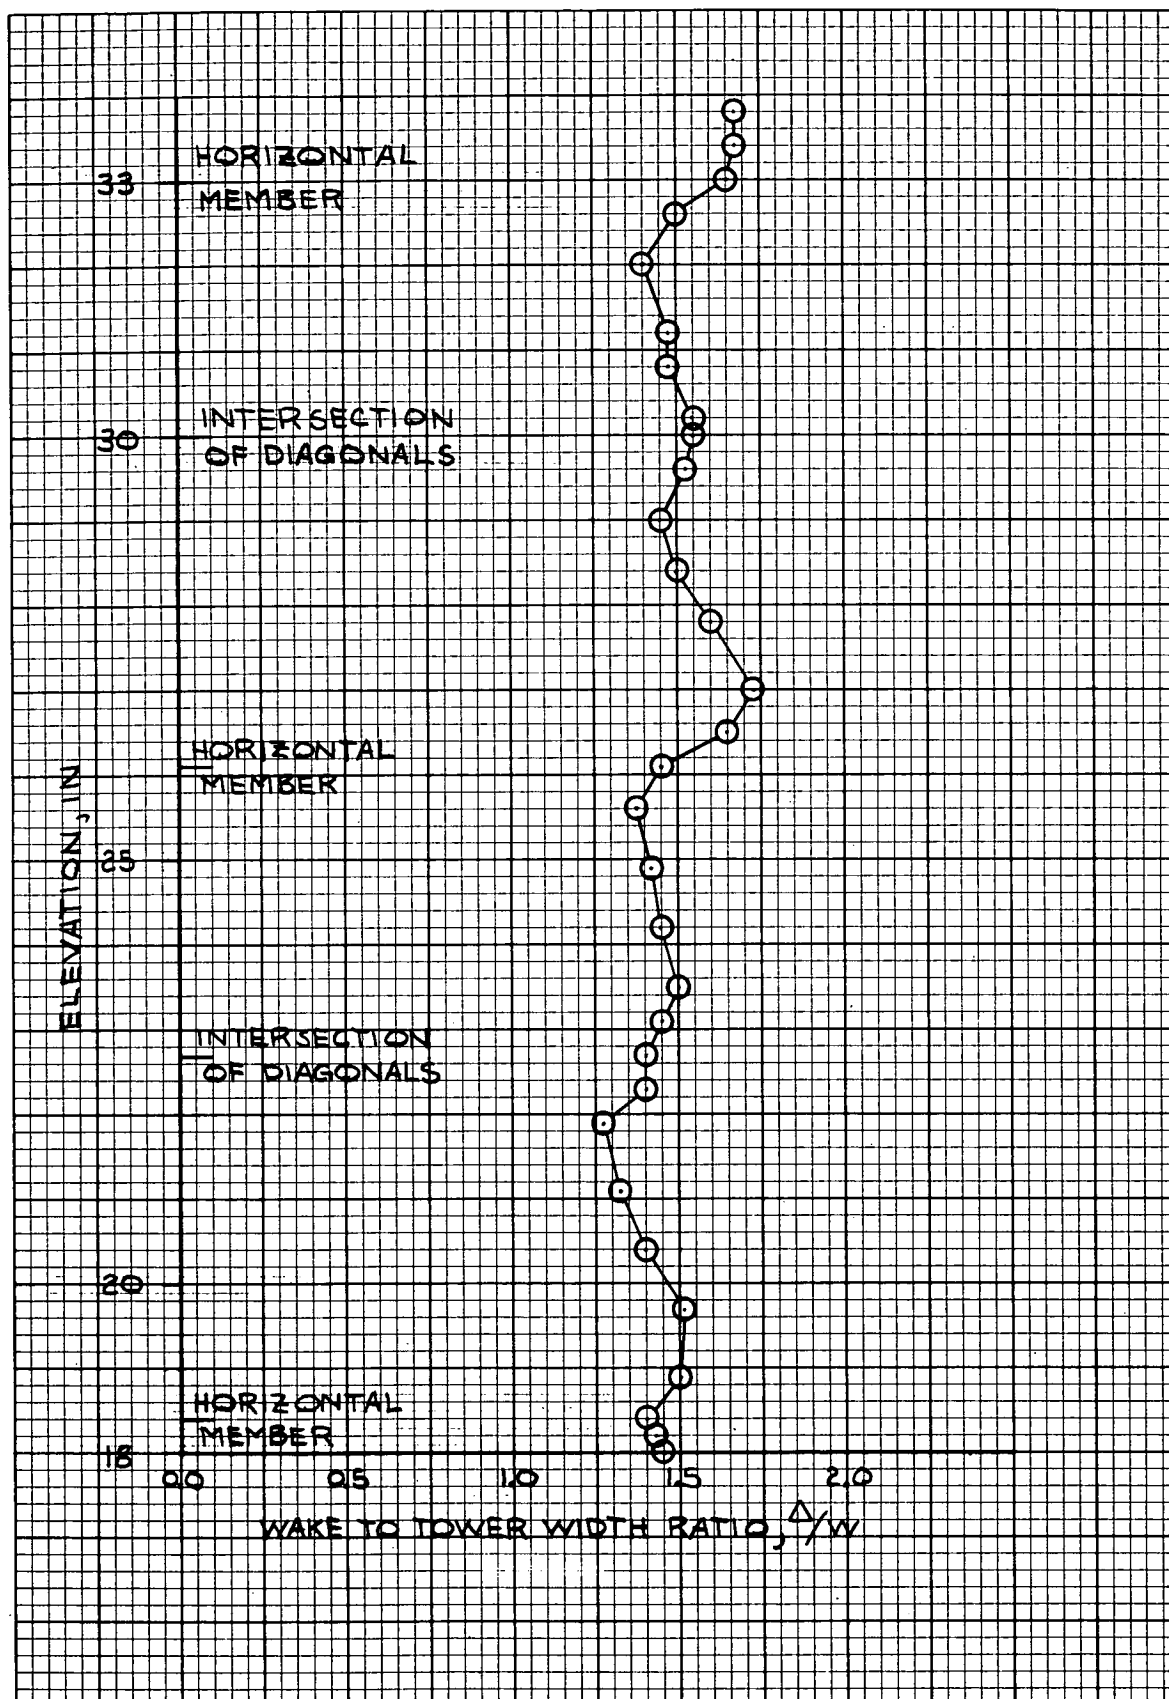 HORIZONTAL
33
MEMBER
INTERSECTION
30
OF DIAGONALS
HORIZONTAL
MEMBER
ELEVATION, IN
25
INTERSECTION
OF DIAGONALS
20
HORIZONTAL
MEMBER
18
0.0 0.5 1.0 1.5 2.0
WAKE TO TOWER WIDTH RATIO, Δ/W